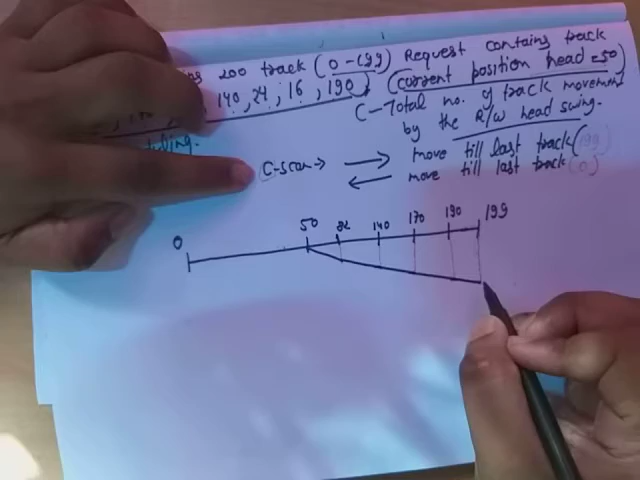 200 track (0-199) Request contains track
, 140, 24, 16, 190) (current position head = 50)
C-Total no. of track movement
by the R/W head swing.
C-scan → → move till last track (199)
← move till last track (0)
0 50 82 140 170 190 199